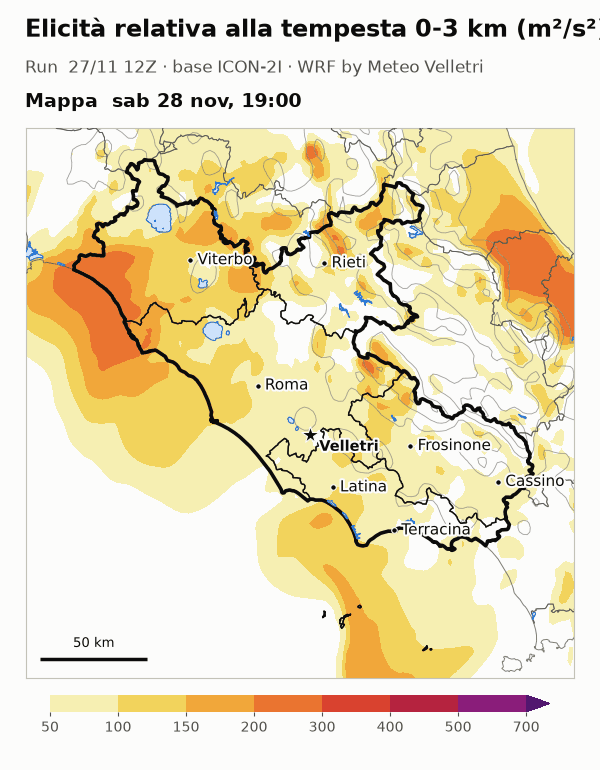 Elicità relativa alla tempesta 0-3 km (m²/s²)
Run 27/11 12Z · base ICON-2I · WRF by Meteo Velletri
Mappa sab 28 nov, 19:00
Viterbo
Rieti
Roma
Velletri
Frosinone
Latina
Cassino
Terracina
50 km
50 100 150 200 300 400 500 700